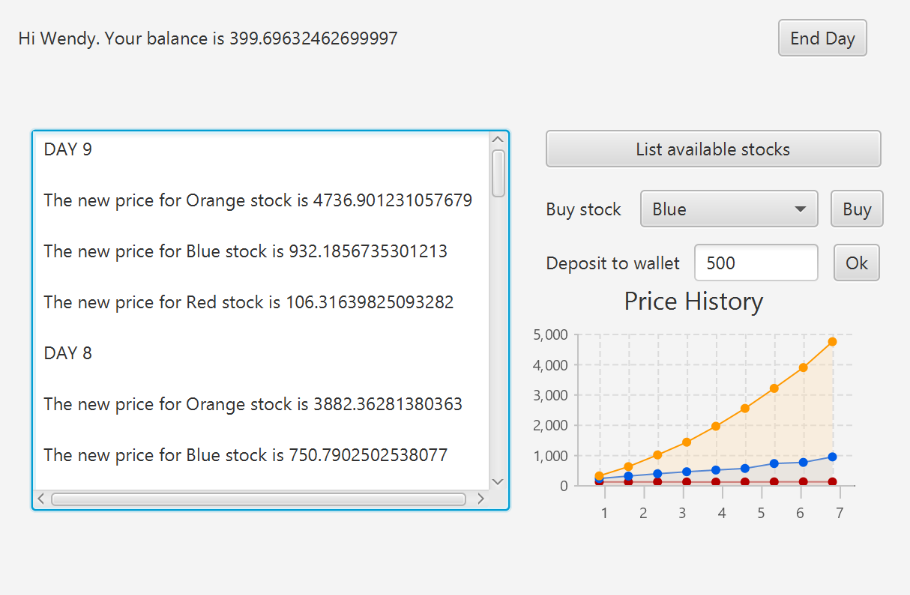 Hi Wendy. Your balance is 399.69632462699997
End Day
DAY 9
The new price for Orange stock is 4736.901231057679
The new price for Blue stock is 932.1856735301213
The new price for Red stock is 106.31639825093282
DAY 8
The new price for Orange stock is 3882.36281380363
The new price for Blue stock is 750.7902502538077
List available stocks
Buy stock
Blue
Buy
Deposit to wallet
500
Ok
Price History
5,000
4,000
3,000
2,000
1,000
0
1 2 3 4 5 6 7